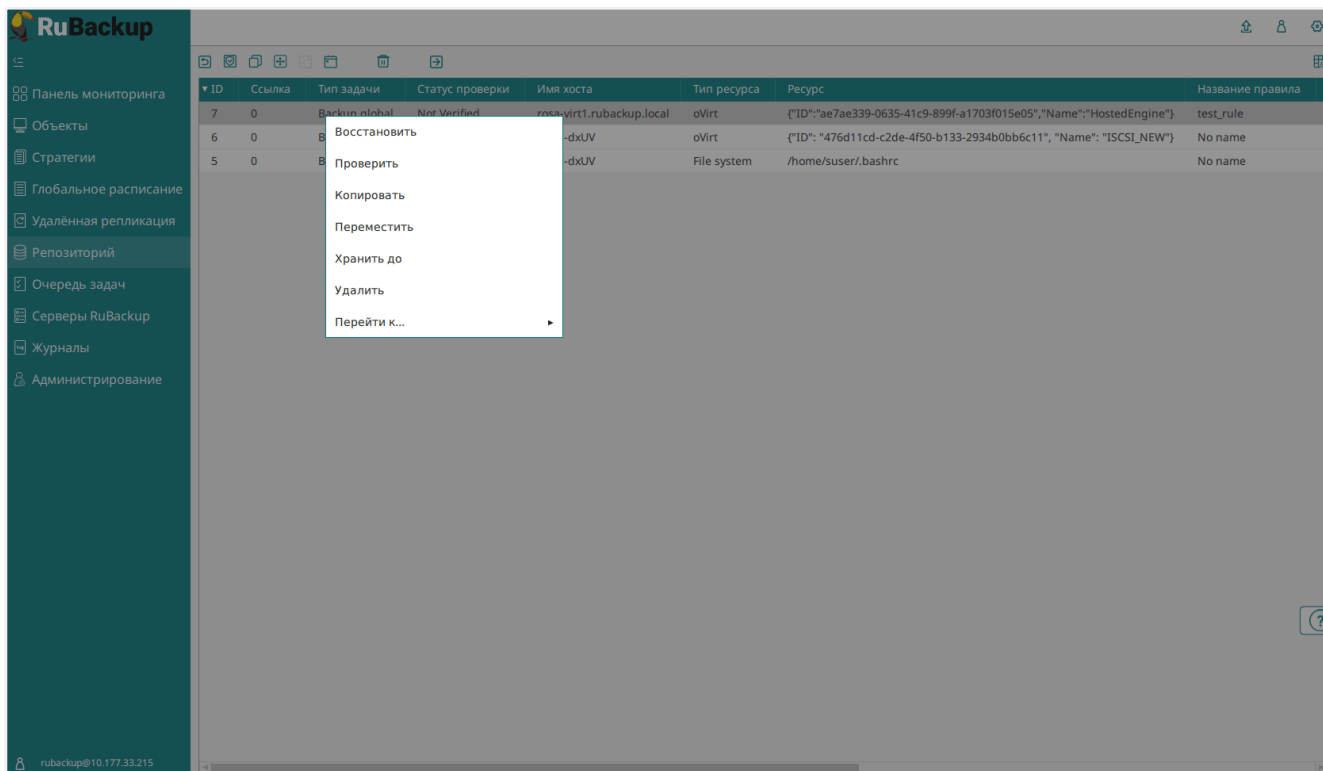 RuBackup
Панель мониторинга
Объекты
Стратегии
Глобальное расписание
Удалённая репликация
Репозиторий
Очередь задач
Серверы RuBackup
Журналы
Администрирование
rubackup@10.177.33.215
ID Ссылка Тип задачи Статус проверки Имя хоста Тип ресурса Ресурс Название правила
7 0 Backup global Not Verified rosa-virt1.rubackup.local oVirt {"ID":"ae7ae339-0635-41c9-899f-a1703f015e05","Name":"HostedEngine"} test_rule
6 0 B -dxUV oVirt {"ID": "476d11cd-c2de-4f50-b133-2934b0bb6c11", "Name": "ISCSI_NEW"} No name
5 0 B -dxUV File system /home/suser/.bashrc No name
Восстановить
Проверить
Копировать
Переместить
Хранить до
Удалить
Перейти к...